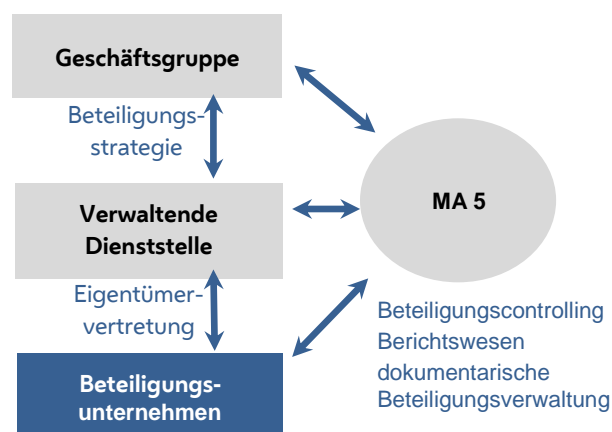 Geschäftsgruppe
Beteiligungs-
strategie
Verwaltende
Dienststelle
Eigentümer-
vertretung
Beteiligungs-
unternehmen
MA 5
Beteiligungscontrolling
Berichtswesen
dokumentarische
Beteiligungsverwaltung